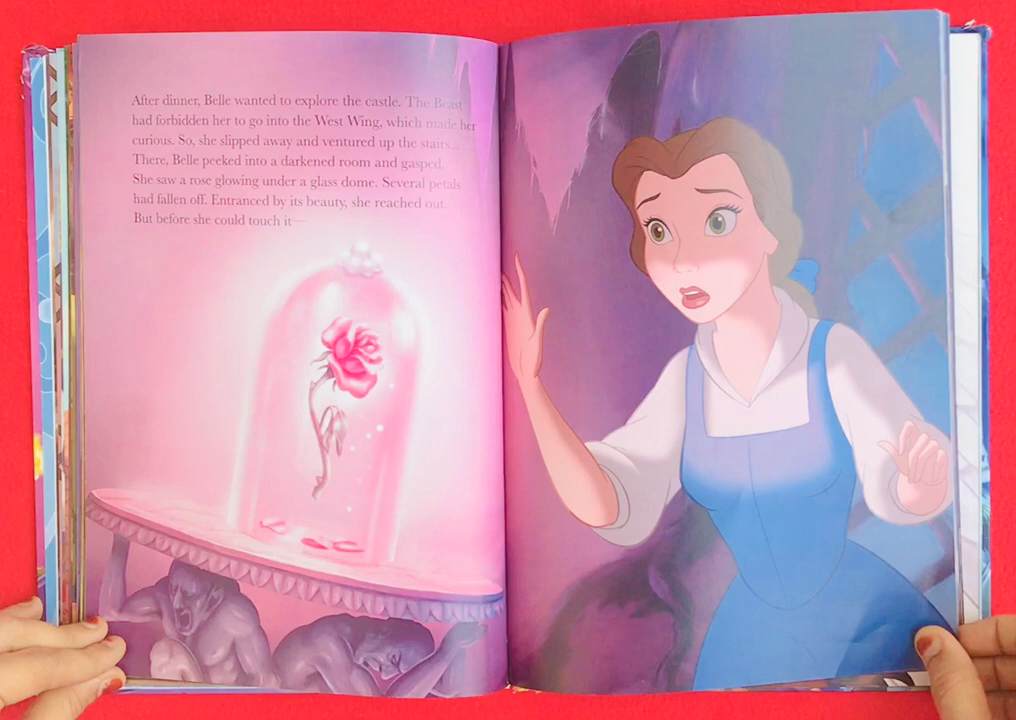 After dinner, Belle wanted to explore the castle. The Beast
had forbidden her to go into the West Wing, which made her
curious. So, she slipped away and ventured up the stairs...
There, Belle peeked into a darkened room and gasped.
She saw a rose glowing under a glass dome. Several petals
had fallen off. Entranced by its beauty, she reached out.
But before she could touch it—